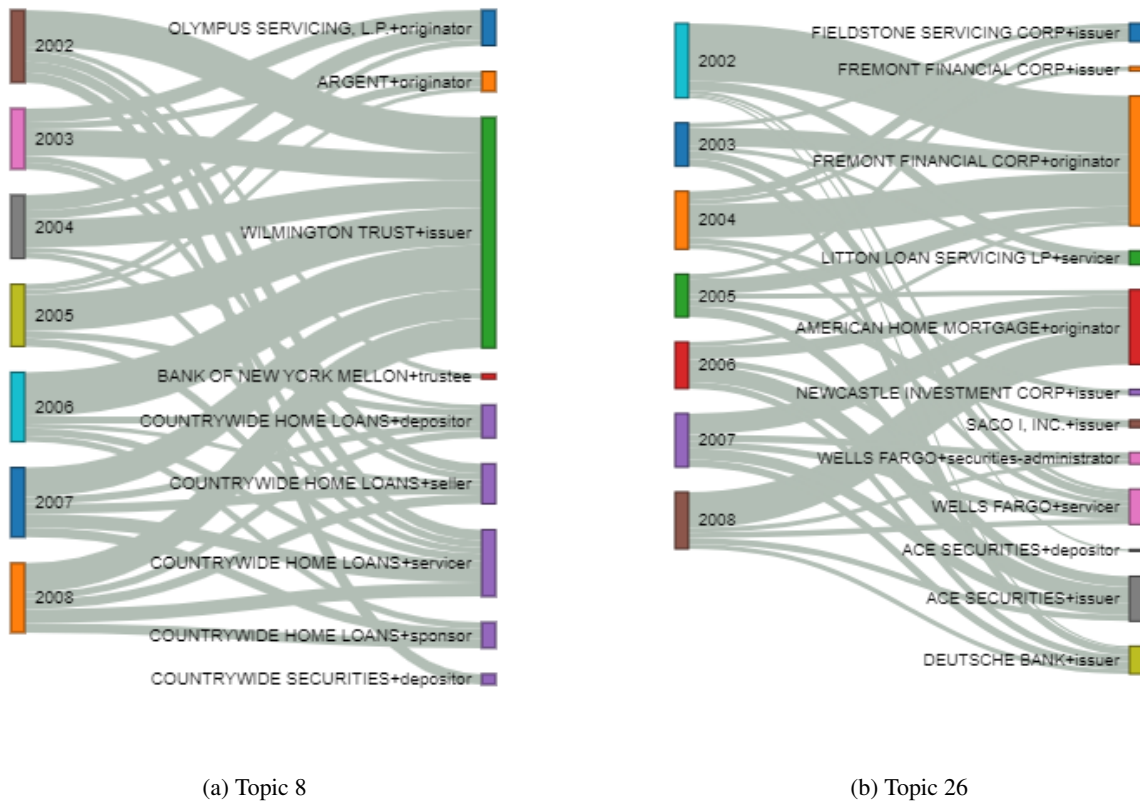 2002
2003
2004
2005
2006
2007
2008
OLYMPUS SERVICING, L.P.+originator
ARGENT+originator
WILMINGTON TRUST+issuer
BANK OF NEW YORK MELLON+trustee
COUNTRYWIDE HOME LOANS+depositor
COUNTRYWIDE HOME LOANS+seller
COUNTRYWIDE HOME LOANS+servicer
COUNTRYWIDE HOME LOANS+sponsor
COUNTRYWIDE SECURITIES+depositor
(a) Topic 8
2002
2003
2004
2005
2006
2007
2008
FIELDSTONE SERVICING CORP+issuer
FREMONT FINANCIAL CORP+issuer
FREMONT FINANCIAL CORP+originator
LITTON LOAN SERVICING LP+servicer
AMERICAN HOME MORTGAGE+originator
NEWCASTLE INVESTMENT CORP+issuer
SACO I, INC.+issuer
WELLS FARGO+securities-administrator
WELLS FARGO+servicer
ACE SECURITIES+depositor
ACE SECURITIES+issuer
DEUTSCHE BANK+issuer
(b) Topic 26